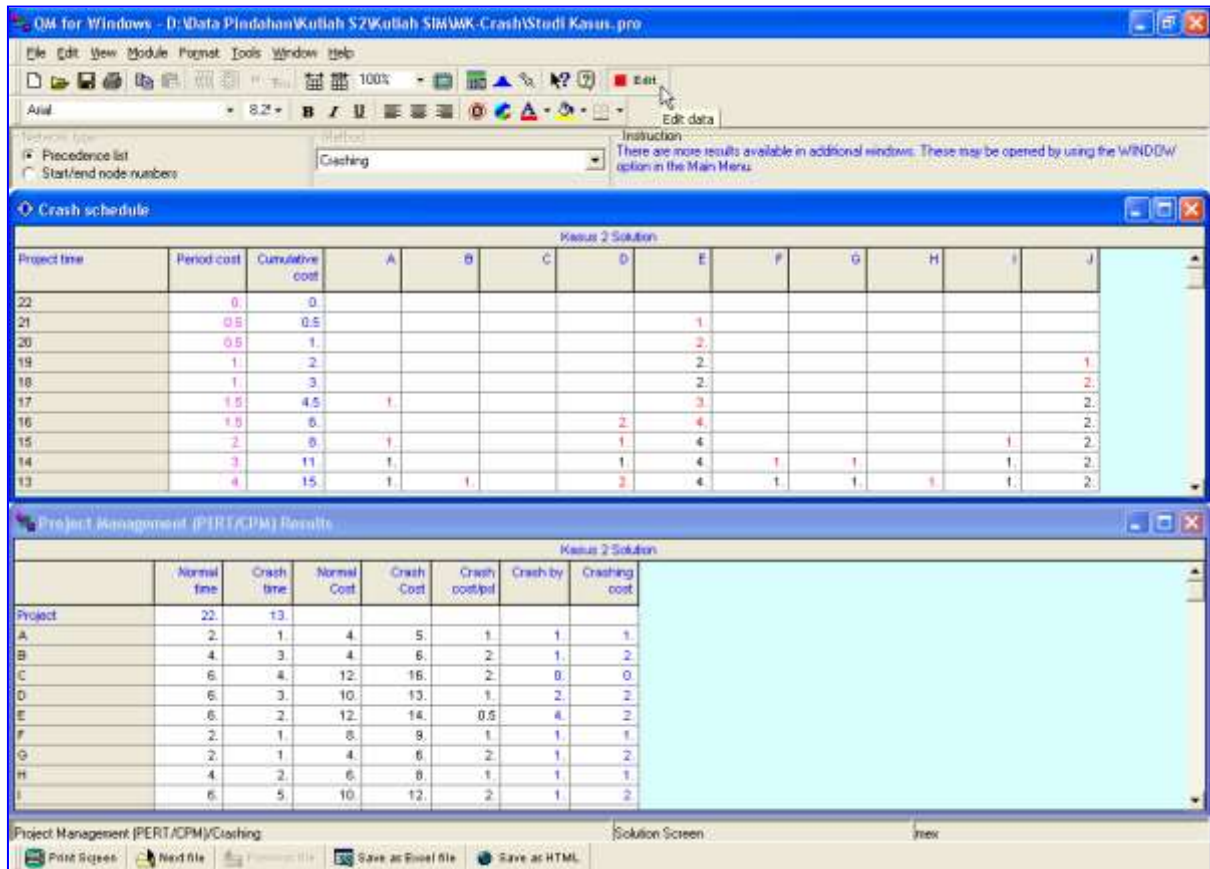 QM for Windows - D:\Data Pindahan\Kuliah S2\Kuliah SIM\MK-Crash\Studi Kasus.pro
File Edit View Module Format Tools Window Help
100% Edit
Arial 8.2 B I U
Edit data
Network type
Precedence list
Start/end node numbers
Method
Crashing
Instruction
There are more results available in additional windows. These may be opened by using the WINDOW
option in the Main Menu.
Crash schedule
Kasus 2 Solution
Project time Period cost Cumulative cost A B C D E F G H I J
22 0. 0.
21 0.5 0.5 1.
20 0.5 1. 2.
19 1. 2. 2. 1.
18 1. 3. 2. 2.
17 1.5 4.5 1. 3. 2.
16 1.5 6. 2. 4. 2.
15 2. 8. 1. 1. 4. 1. 2.
14 3. 11. 1. 1. 4. 1. 1. 1. 2.
13 4. 15. 1. 1. 2. 4. 1. 1. 1. 1. 2.
Project Management (PERT/CPM) Results
Kasus 2 Solution
Normal time Crash time Normal Cost Crash Cost Crash cost/pd Crash by Crashing cost
Project 22. 13.
A 2. 1. 4. 5. 1. 1. 1.
B 4. 3. 4. 6. 2. 1. 2.
C 6. 4. 12. 16. 2. 0. 0.
D 6. 3. 10. 13. 1. 2. 2.
E 6. 2. 12. 14. 0.5 4. 2.
F 2. 1. 8. 9. 1. 1. 1.
G 2. 1. 4. 6. 2. 1. 2.
H 4. 2. 6. 8. 1. 1. 1.
I 6. 5. 10. 12. 2. 1. 2.
Project Management (PERT/CPM)/Crashing Solution Screen mex
Print Screen Next file Previous file Save as Excel file Save as HTML